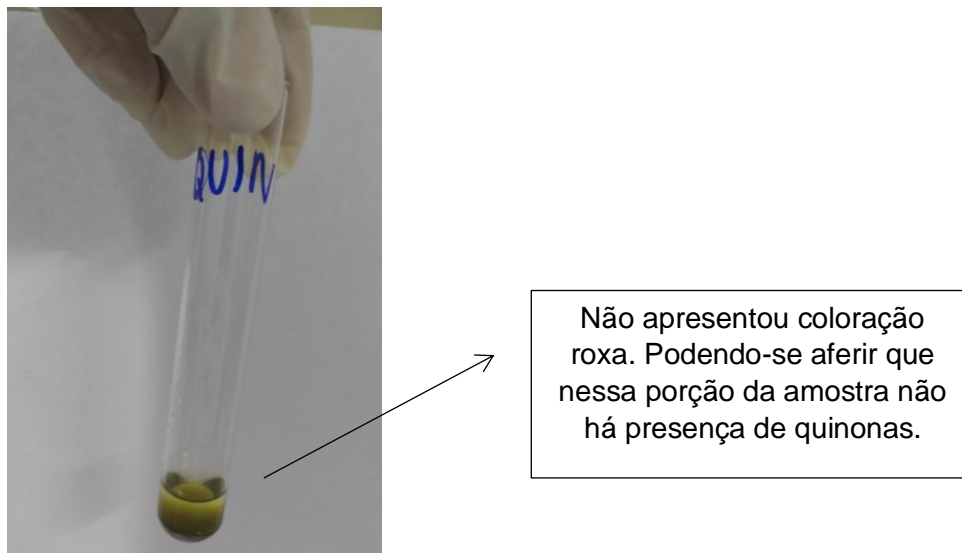 QUIN
Não apresentou coloração
roxa. Podendo-se aferir que
nessa porção da amostra não
há presença de quinonas.